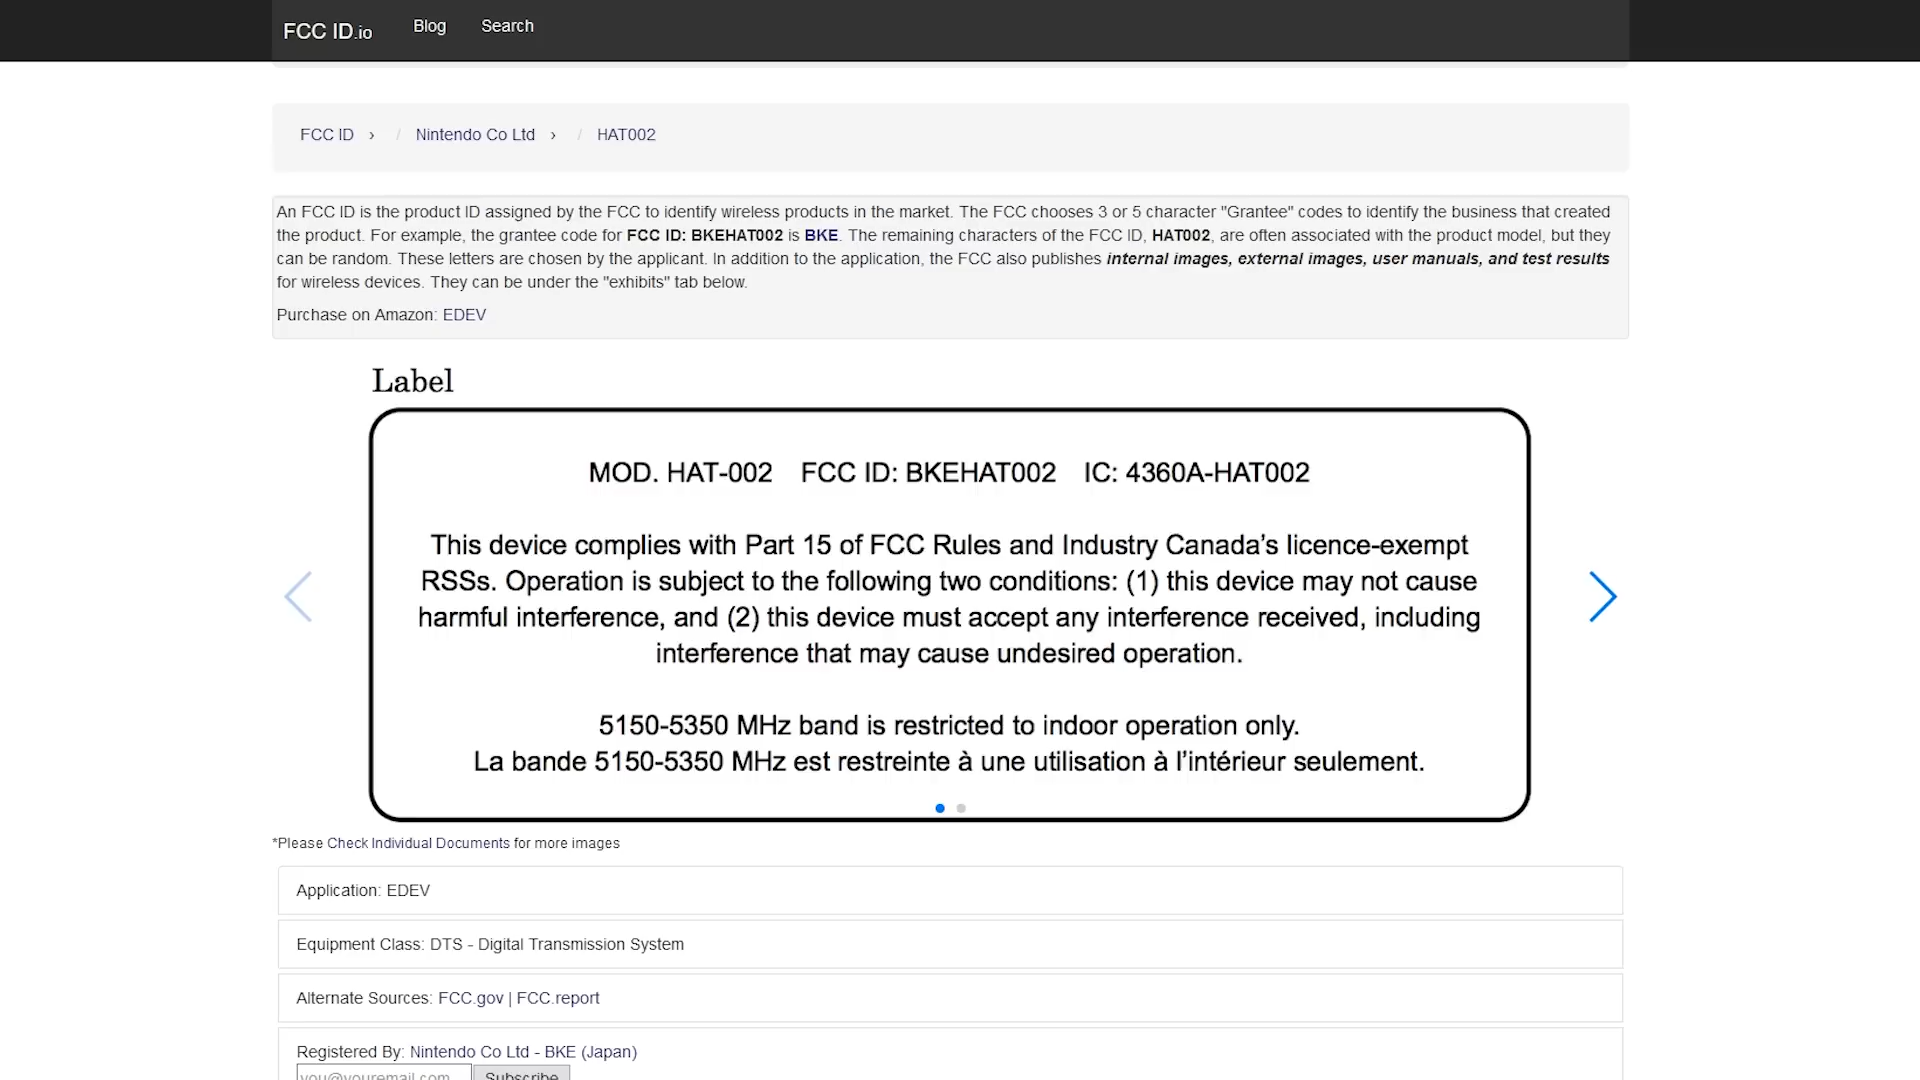 FCC ID.io Blog Search
FCC ID › / Nintendo Co Ltd › / HAT002
An FCC ID is the product ID assigned by the FCC to identify wireless products in the market. The FCC chooses 3 or 5 character "Grantee" codes to identify the business that created
the product. For example, the grantee code for FCC ID: BKEHAT002 is BKE. The remaining characters of the FCC ID, HAT002, are often associated with the product model, but they
can be random. These letters are chosen by the applicant. In addition to the application, the FCC also publishes internal images, external images, user manuals, and test results
for wireless devices. They can be under the "exhibits" tab below.
Purchase on Amazon: EDEV
Label
MOD. HAT-002 FCC ID: BKEHAT002 IC: 4360A-HAT002
This device complies with Part 15 of FCC Rules and Industry Canada's licence-exempt
RSSs. Operation is subject to the following two conditions: (1) this device may not cause
harmful interference, and (2) this device must accept any interference received, including
interference that may cause undesired operation.
5150-5350 MHz band is restricted to indoor operation only.
La bande 5150-5350 MHz est restreinte à une utilisation à l'intérieur seulement.
*Please Check Individual Documents for more images
Application: EDEV
Equipment Class: DTS - Digital Transmission System
Alternate Sources: FCC.gov | FCC.report
Registered By: Nintendo Co Ltd - BKE (Japan)
you@youremail.com Subscribe